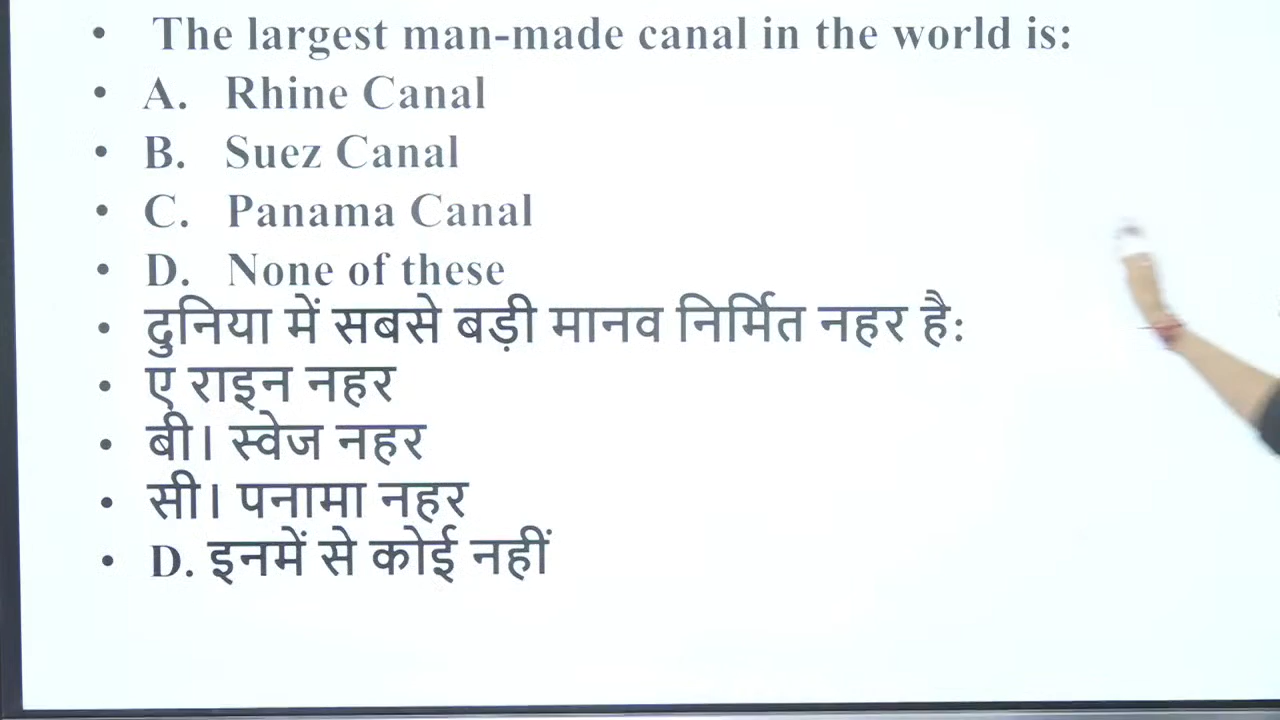 • The largest man-made canal in the world is:
• A. Rhine Canal
• B. Suez Canal
• C. Panama Canal
• D. None of these
• दुनिया में सबसे बड़ी मानव निर्मित नहर है:
• ए राइन नहर
• बी। स्वेज नहर
• सी। पनामा नहर
• D. इनमें से कोई नहीं